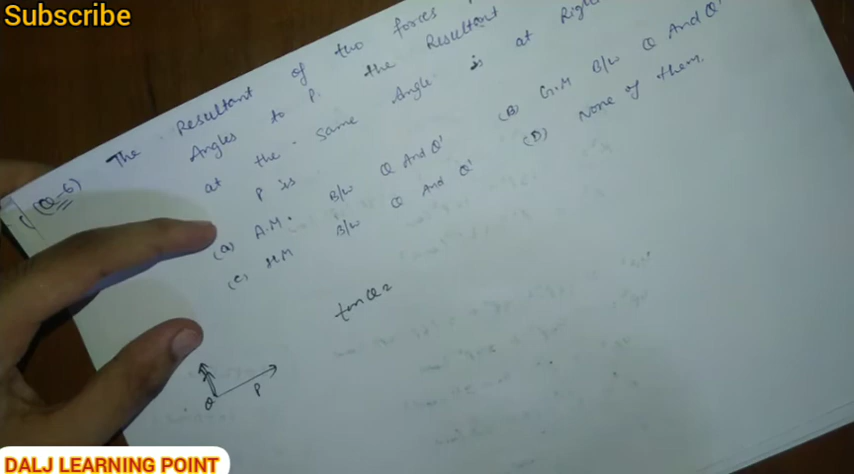 Subscribe
(Q-6) The Resultant of two forces
Angles to P. the Resultant
at the same Angle is at Right
P is
(a) A.M. B/w Q And Q' (B) G.M B/w Q And Q'
(c) H.M B/w Q And Q' (D) None of them.
tan Q =
Q P
DALJ LEARNING POINT